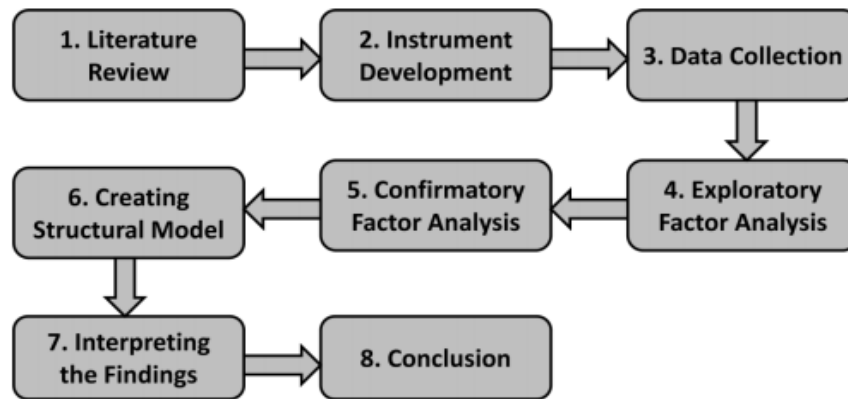 1. Literature
Review
2. Instrument
Development
3. Data Collection
4. Exploratory
Factor Analysis
5. Confirmatory
Factor Analysis
6. Creating
Structural Model
7. Interpreting
the Findings
8. Conclusion